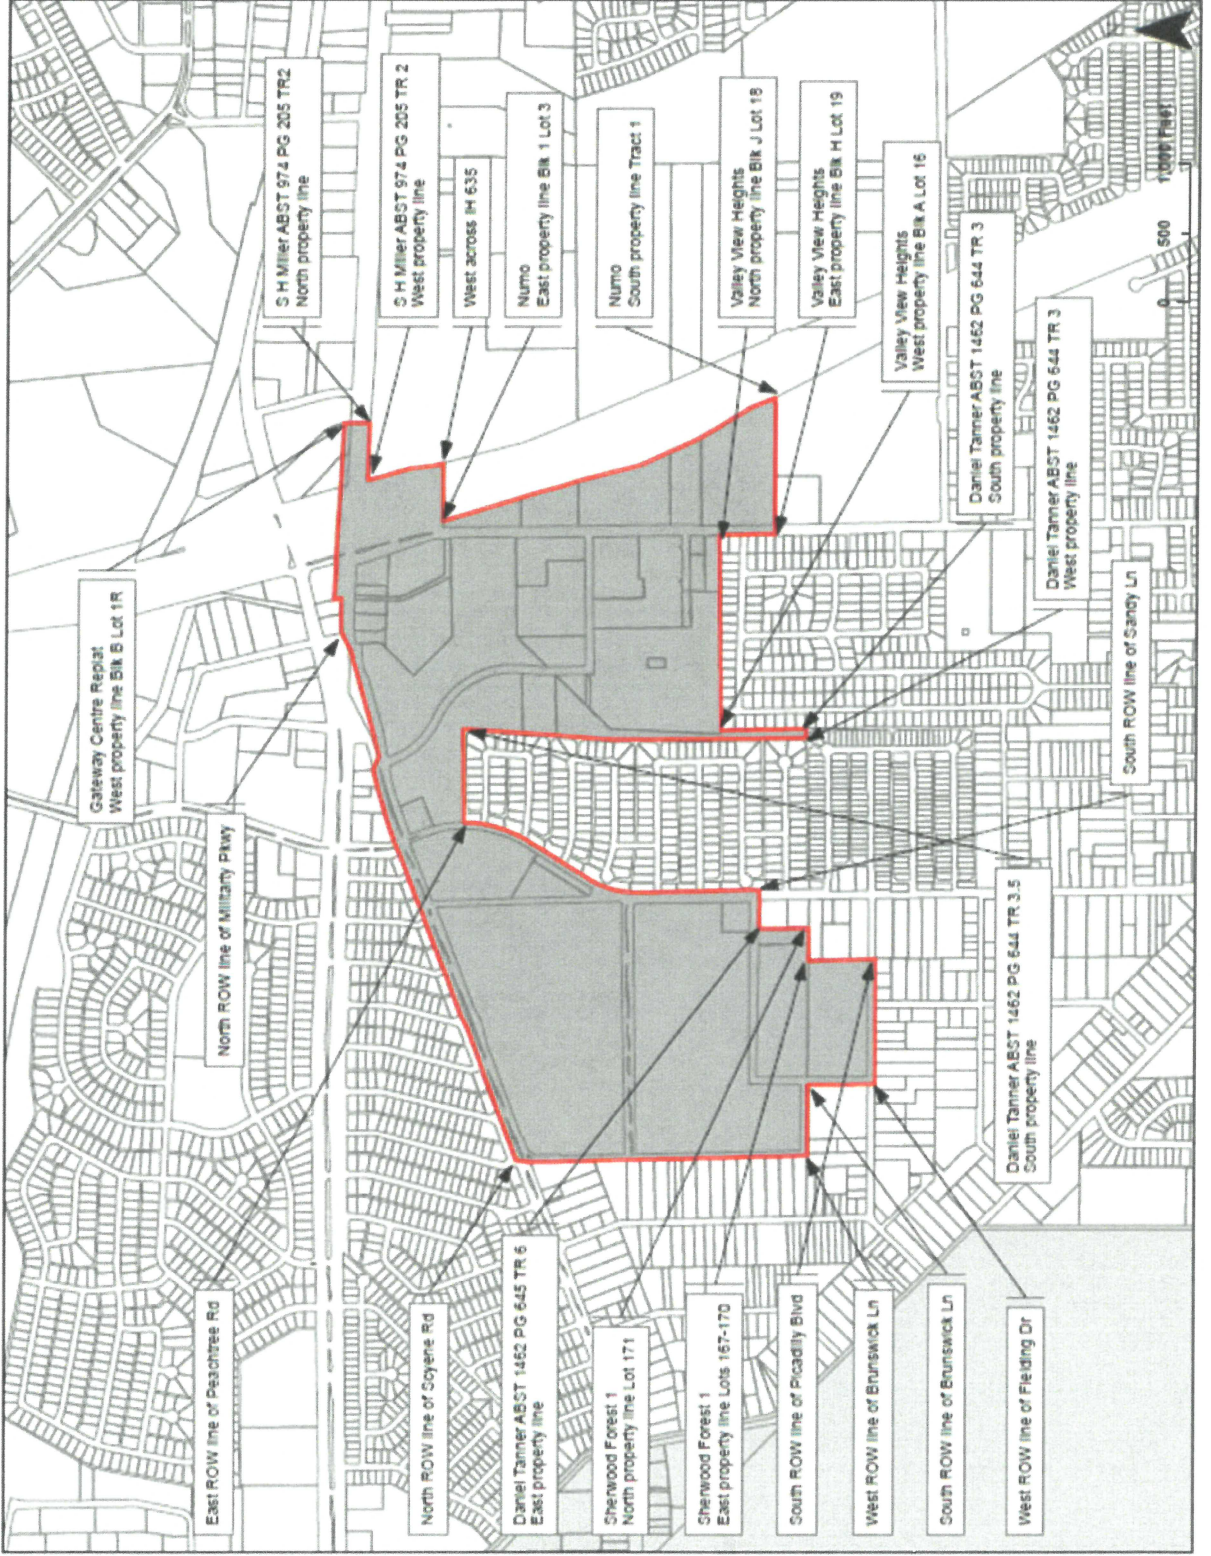 East ROW line of Peachtree Rd
North ROW line of Military Pkwy
Gateway Centre Replat
West property line Blk B Lot 1R
S H Miller ABST 974 PG 205 TR2
North property line
S H Miller ABST 974 PG 205 TR 2
West property line
West across IH 635
Numo
East property line Blk 1 Lot 3
Numo
South property line Tract 1
Valley View Heights
North property line Blk J Lot 18
Valley View Heights
East property line Blk H Lot 19
Valley View Heights
West property line Blk A Lot 16
Daniel Tanner ABST 1462 PG 644 TR 3
South property line
Daniel Tanner ABST 1462 PG 644 TR 3
West property line
South ROW line of Sandy Ln
Daniel Tanner ABST 1462 PG 644 TR 3.5
South property line
North ROW line of Scyene Rd
Daniel Tanner ABST 1462 PG 645 TR 6
East property line
Sherwood Forest 1
North property line Lot 171
Sherwood Forest 1
East property line Lots 167-170
South ROW line of Picadilly Blvd
West ROW line of Brunswick Ln
South ROW line of Brunswick Ln
West ROW line of Fielding Dr
0 500 1,000 Feet